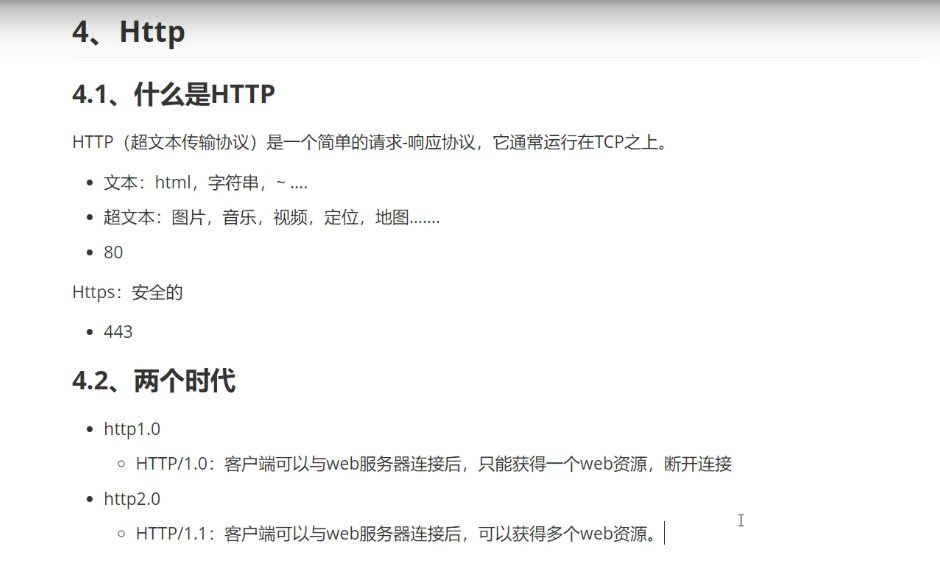 4、Http
4.1、什么是HTTP
HTTP（超文本传输协议）是一个简单的请求-响应协议，它通常运行在TCP之上。
文本：html，字符串，~ ....
超文本：图片，音乐，视频，定位，地图.......
80
Https：安全的
443
4.2、两个时代
http1.0
HTTP/1.0：客户端可以与web服务器连接后，只能获得一个web资源，断开连接
http2.0
HTTP/1.1：客户端可以与web服务器连接后，可以获得多个web资源。